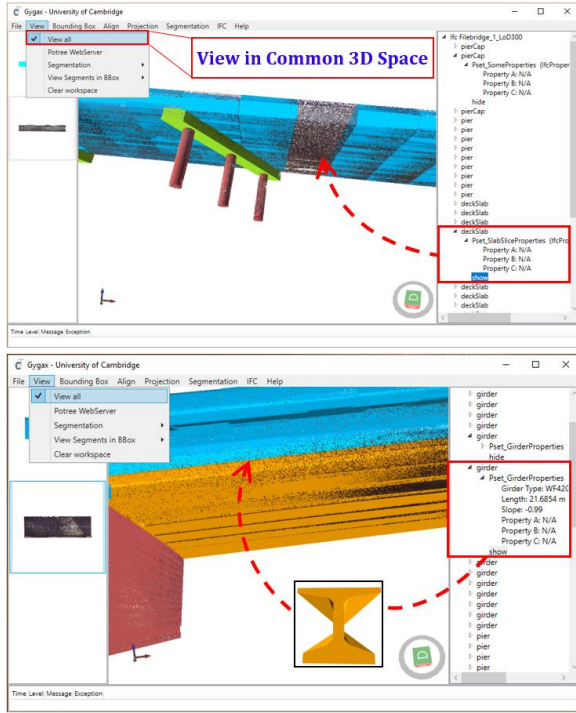 Gygax - University of Cambridge
File View Bounding Box Align Projection Segmentation IFC Help
View all
Potree WebServer
Segmentation
View Segments in BBox
Clear workspace
View in Common 3D Space
Ifc Filebridge_1_LoD300
pierCap
pierCap
Pset_SomeProperties (IfcProper
Property A: N/A
Property B: N/A
Property C: N/A
hide
pierCap
pier
pier
pier
pier
pier
pier
pier
pier
pier
deckSlab
deckSlab
deckSlab
deckSlab
Pset_SlabSliceProperties (IfcPro
Property A: N/A
Property B: N/A
Property C: N/A
show
deckSlab
deckSlab
deckSlab
Time Level Message Exception
Gygax - University of Cambridge
File View Bounding Box Align Projection Segmentation IFC Help
View all
Potree WebServer
Segmentation
View Segments in BBox
Clear workspace
girder
girder
girder
girder
girder
Pset_GirderProperties
hide
girder
Pset_GirderProperties
Girder Type: WF42G
Length: 21.6854 m
Slope: -0.99
Property A: N/A
Property B: N/A
Property C: N/A
show
girder
girder
girder
girder
girder
girder
girder
pier
pier
pier
Time Level Message Exception